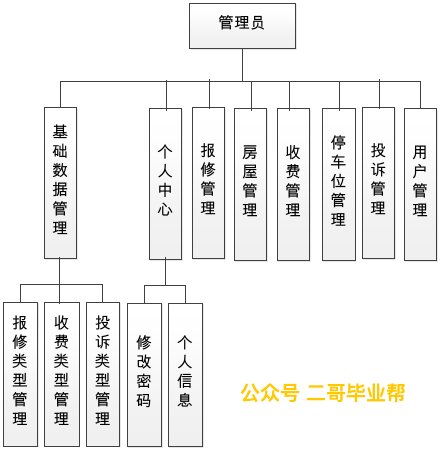 管理员
基础数据管理
个人中心
报修管理
房屋管理
收费管理
停车位管理
投诉管理
用户管理
报修类型管理
收费类型管理
投诉类型管理
修改密码
个人信息
公众号 二哥毕业帮